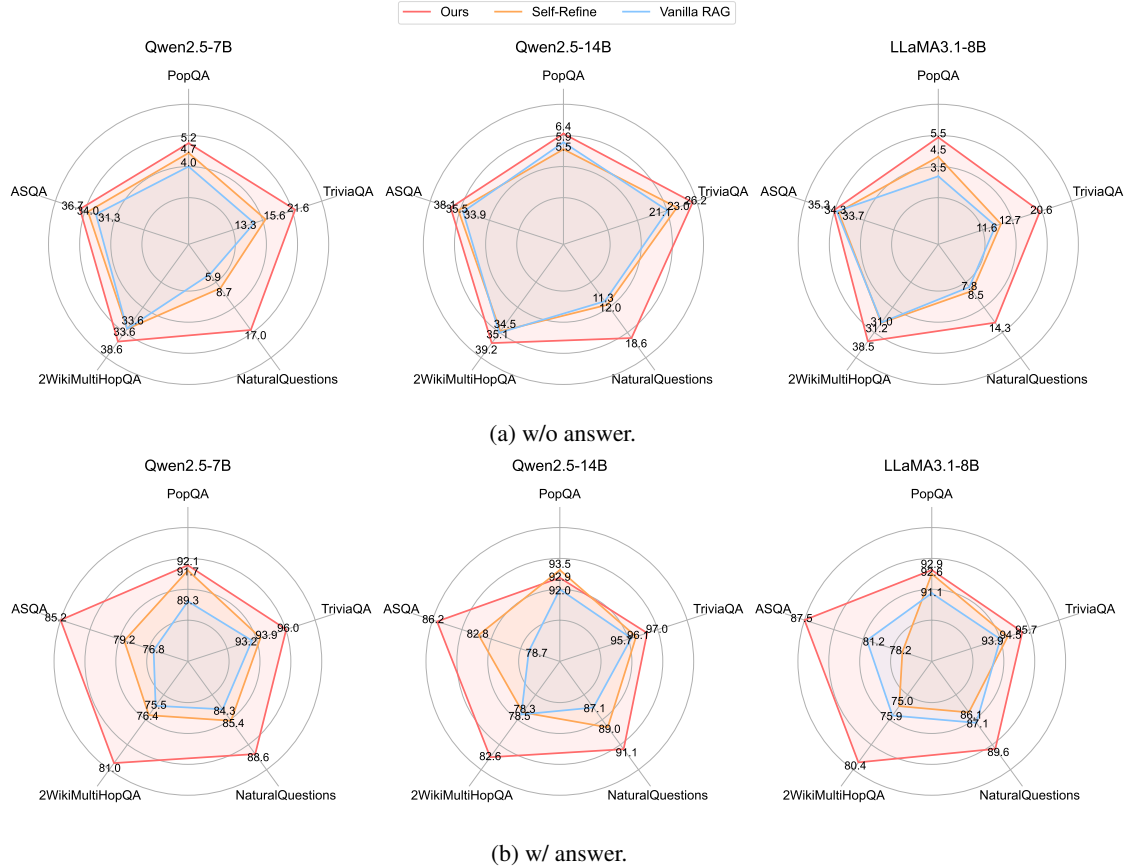 Ours Self-Refine Vanilla RAG
Qwen2.5-7B Qwen2.5-14B LLaMA3.1-8B
PopQA PopQA PopQA
5.2 6.4 5.5
4.7 5.9 4.5
4.0 5.5 3.5
ASQA TriviaQA ASQA TriviaQA ASQA TriviaQA
36.7 34.0 31.3 13.3 15.6 21.6 38.1 35.5 33.9 21.1 23.0 26.2 35.3 34.3 33.7 11.6 12.7 20.6
5.9 11.3 7.8
8.7 12.0 8.5
33.6 34.5 31.0
33.6 17.0 35.1 18.6 31.2 14.3
38.6 39.2 38.5
2WikiMultiHopQA NaturalQuestions 2WikiMultiHopQA NaturalQuestions 2WikiMultiHopQA NaturalQuestions
(a) w/o answer.
Qwen2.5-7B Qwen2.5-14B LLaMA3.1-8B
PopQA PopQA PopQA
92.1 93.5 92.9
91.7 92.9 92.6
89.3 92.0 91.1
ASQA TriviaQA ASQA TriviaQA ASQA TriviaQA
85.2 96.0 86.2 97.0 87.5 95.7
79.2 93.2 93.9 82.8 95.7 96.1 81.2 93.9 94.5
76.8 78.7 78.2
75.5 84.3 78.3 87.1 75.0 86.1
76.4 85.4 78.5 89.0 75.9 87.1
81.0 88.6 82.6 91.1 80.4 89.6
2WikiMultiHopQA NaturalQuestions 2WikiMultiHopQA NaturalQuestions 2WikiMultiHopQA NaturalQuestions
(b) w/ answer.